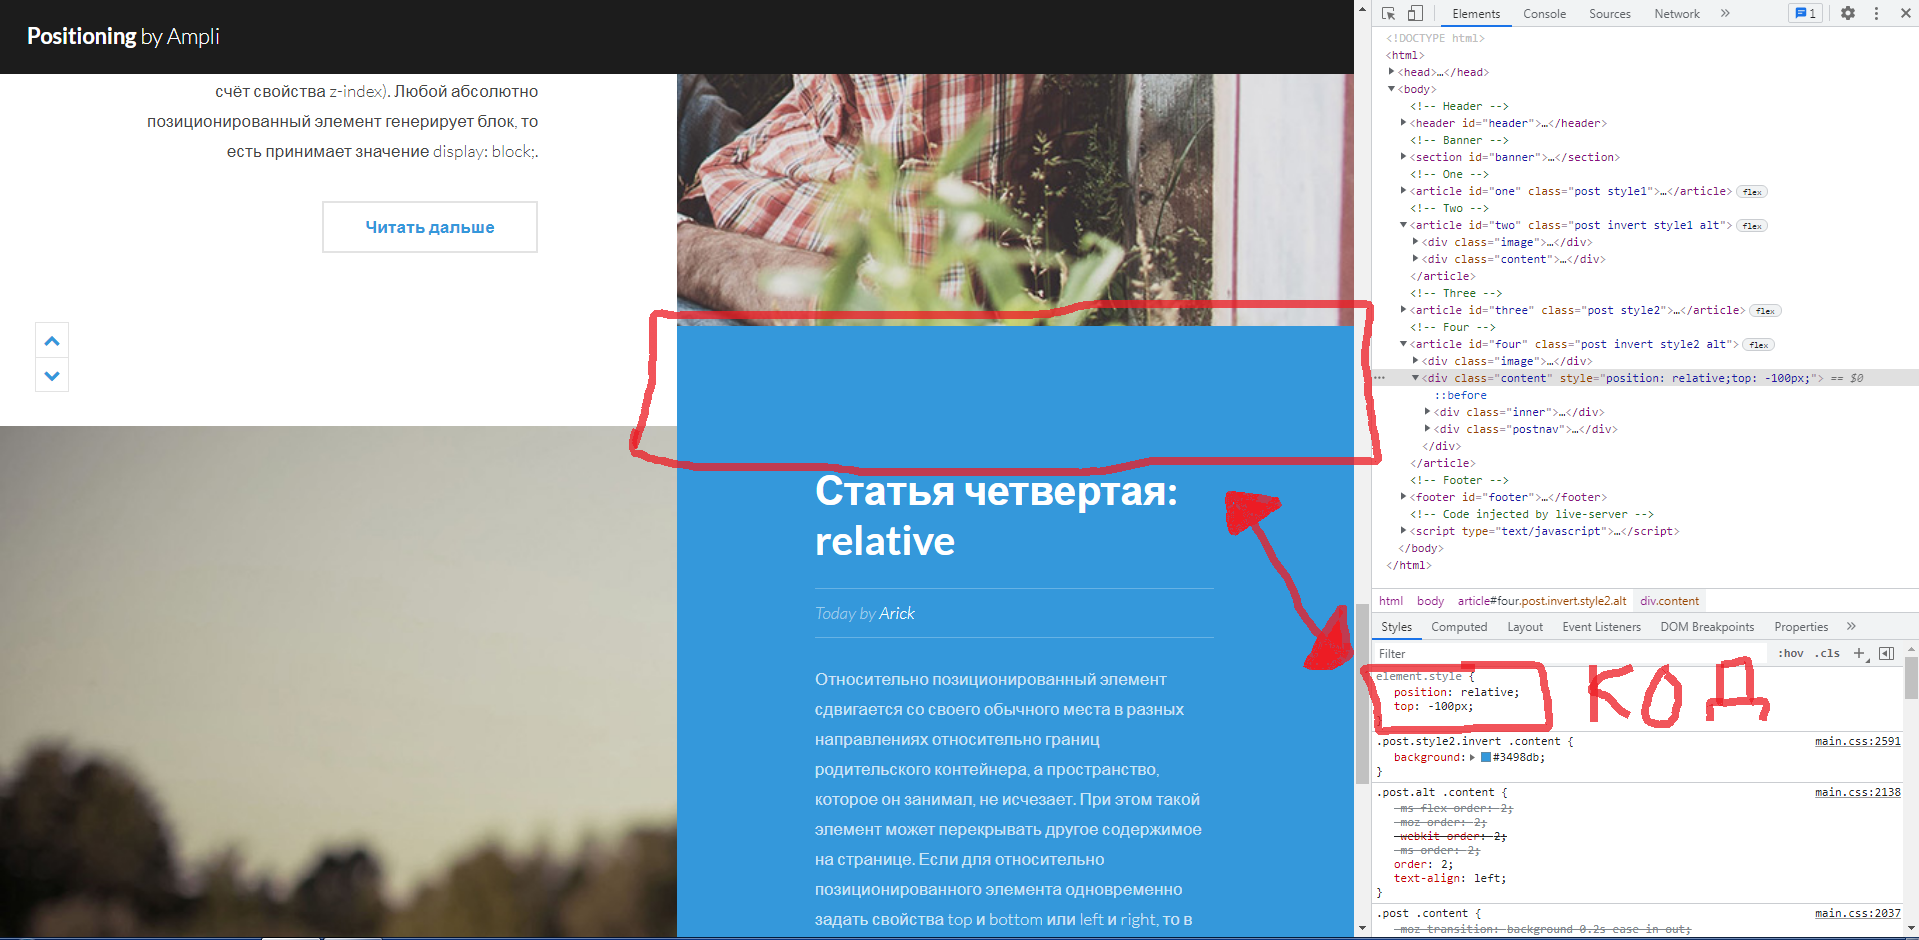 Positioning by Ampli
счёт свойства z-index). Любой абсолютно
позиционированный элемент генерирует блок, то
есть принимает значение display: block;.
Читать дальше
Статья четвертая:
relative
Today by Arick
Относительно позиционированный элемент
сдвигается со своего обычного места в разных
направлениях относительно границ
родительского контейнера, а пространство,
которое он занимал, не исчезает. При этом такой
элемент может перекрывать другое содержимое
на странице. Если для относительно
позиционированного элемента одновременно
задать свойства top и bottom или left и right, то в
Elements Console Sources Network » 1
<!DOCTYPE html>
<html>
<head>…</head>
<body>
<!-- Header -->
<header id="header">…</header>
<!-- Banner -->
<section id="banner">…</section>
<!-- One -->
<article id="one" class="post style1">…</article> flex
<!-- Two -->
<article id="two" class="post invert style1 alt"> flex
<div class="image">…</div>
<div class="content">…</div>
</article>
<!-- Three -->
<article id="three" class="post style2">…</article> flex
<!-- Four -->
<article id="four" class="post invert style2 alt"> flex
<div class="image">…</div>
<div class="content" style="position: relative;top: -100px;"> == $0
::before
<div class="inner">…</div>
<div class="postnav">…</div>
</div>
</article>
<!-- Footer -->
<footer id="footer">…</footer>
<!-- Code injected by live-server -->
<script type="text/javascript">…</script>
</body>
</html>
html body article#four.post.invert.style2.alt div.content
Styles Computed Layout Event Listeners DOM Breakpoints Properties »
Filter :hov .cls +
element.style {
position: relative;
top: -100px;
}
КОД
.post.style2.invert .content { main.css:2591
background: #3498db;
}
.post.alt .content { main.css:2138
-ms-flex-order: 2;
-moz-order: 2;
-webkit-order: 2;
-ms-order: 2;
order: 2;
text-align: left;
}
.post .content { main.css:2037
-moz-transition: background 0.2s ease-in-out;